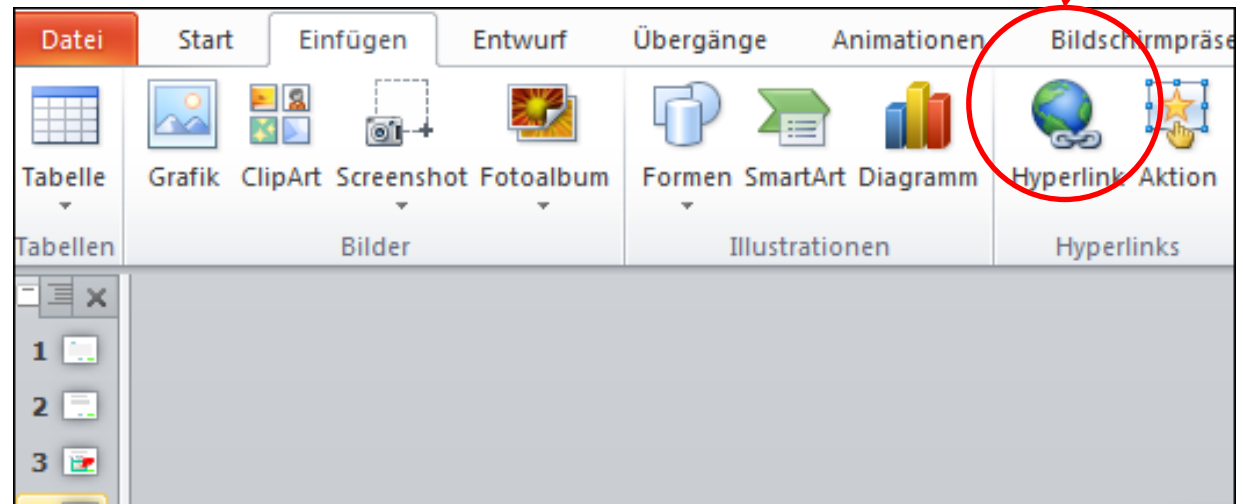 Datei Start Einfügen Entwurf Übergänge Animationen Bildschirmpräse
Tabelle Grafik ClipArt Screenshot Fotoalbum Formen SmartArt Diagramm Hyperlink Aktion
Tabellen Bilder Illustrationen Hyperlinks
1
2
3